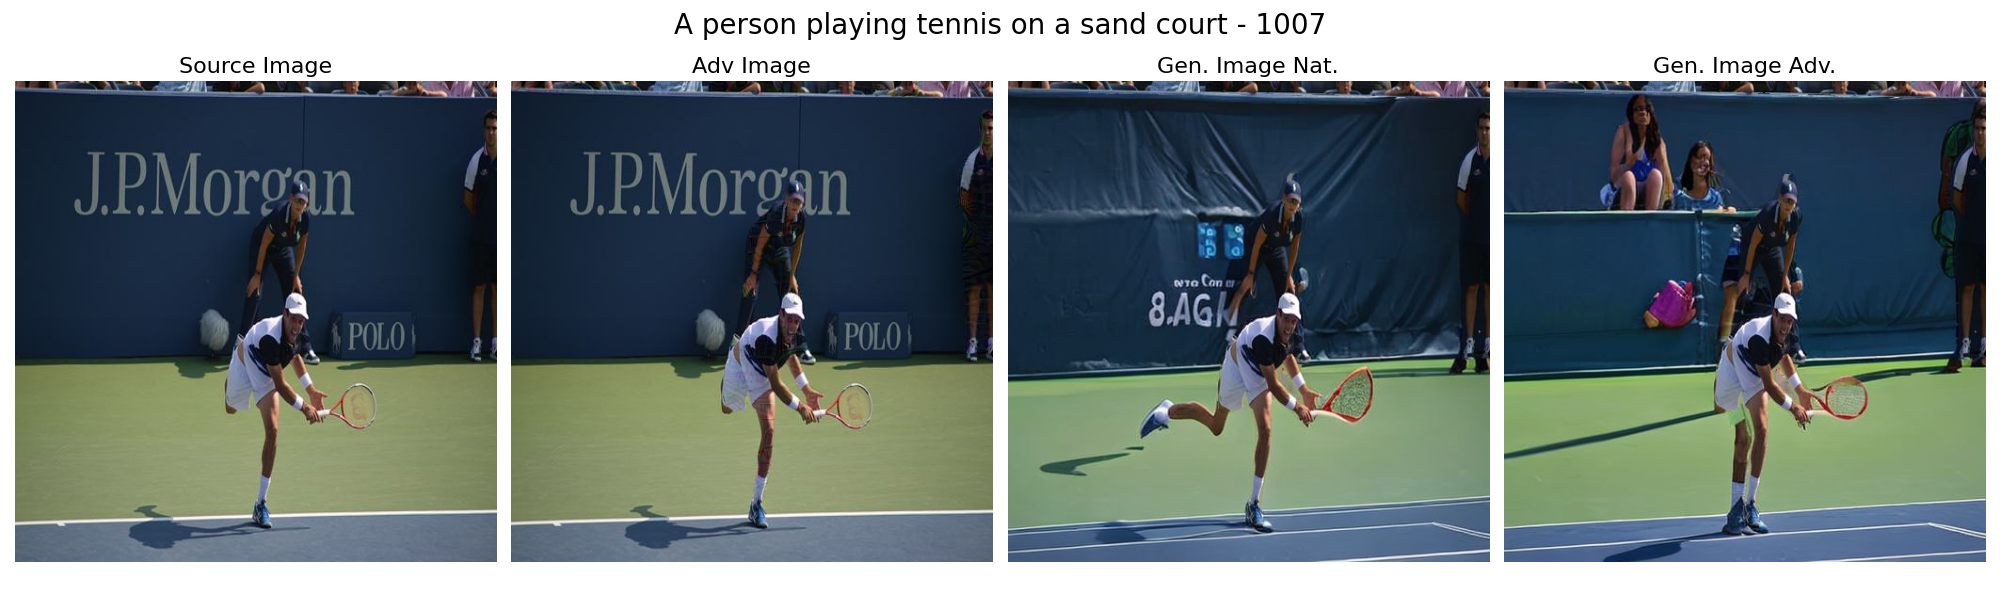 A person playing tennis on a sand court - 1007
Source Image
Adv Image
Gen. Image Nat.
Gen. Image Adv.
J.P.Morgan
J.P.Morgan
POLO
POLO
8.AG